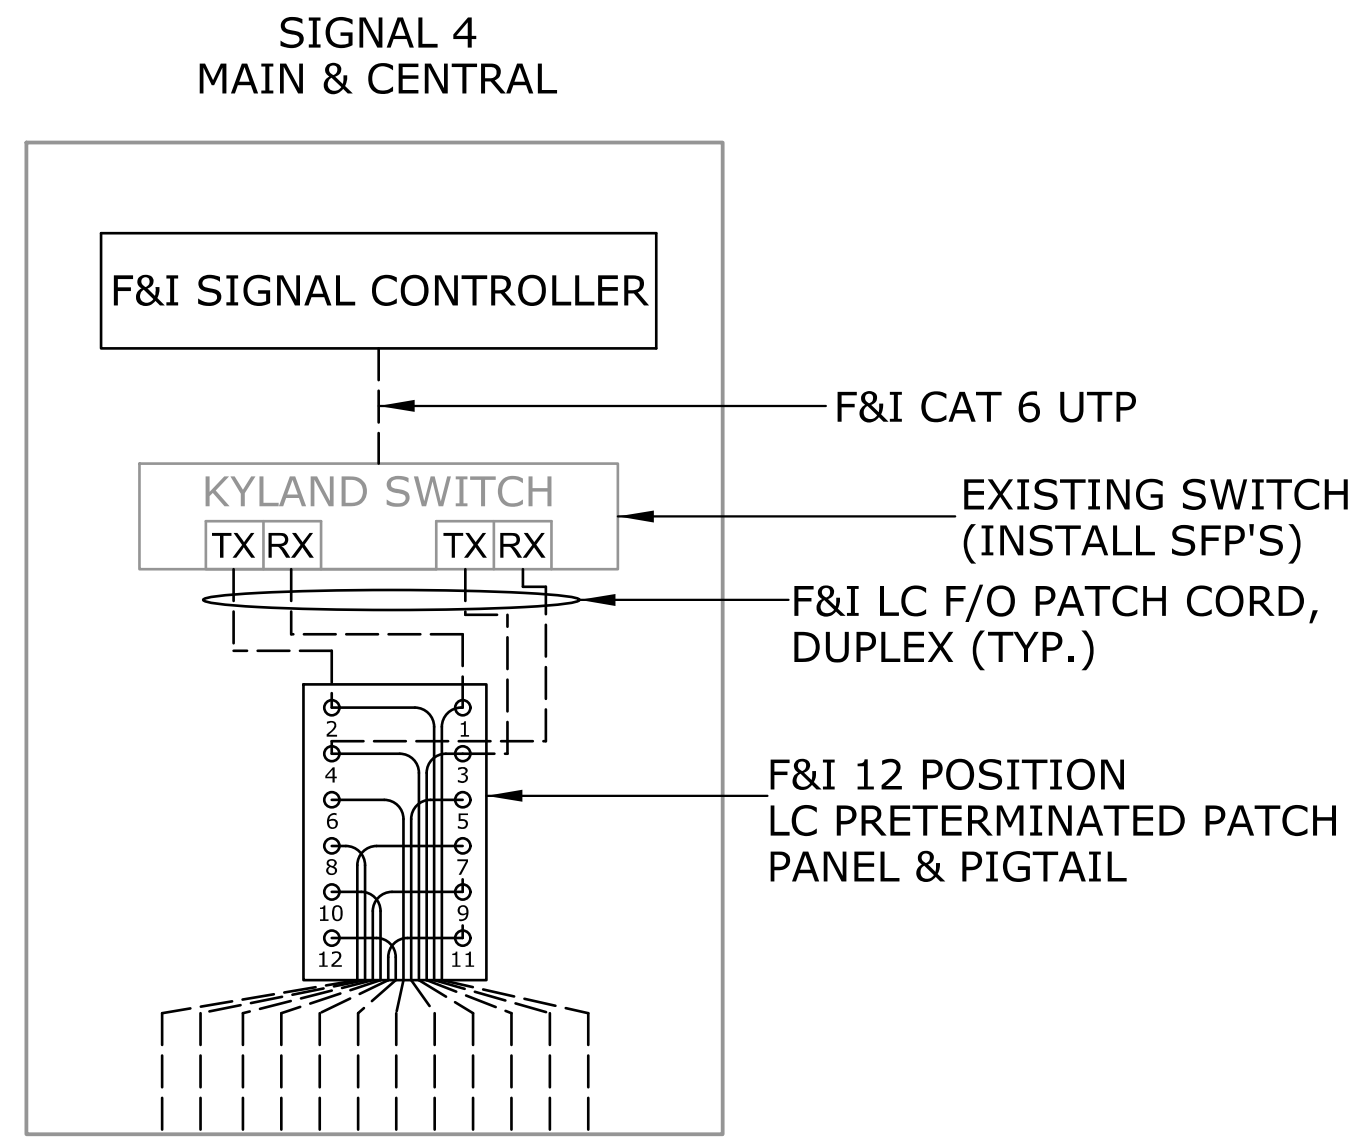 SIGNAL 4
MAIN & CENTRAL
F&I SIGNAL CONTROLLER
F&I CAT 6 UTP
KYLAND SWITCH
EXISTING SWITCH
(INSTALL SFP'S)
TX RX TX RX
F&I LC F/O PATCH CORD,
DUPLEX (TYP.)
2 1
4 3
6 5
8 7
10 9
12 11
F&I 12 POSITION
LC PRETERMINATED PATCH
PANEL & PIGTAIL